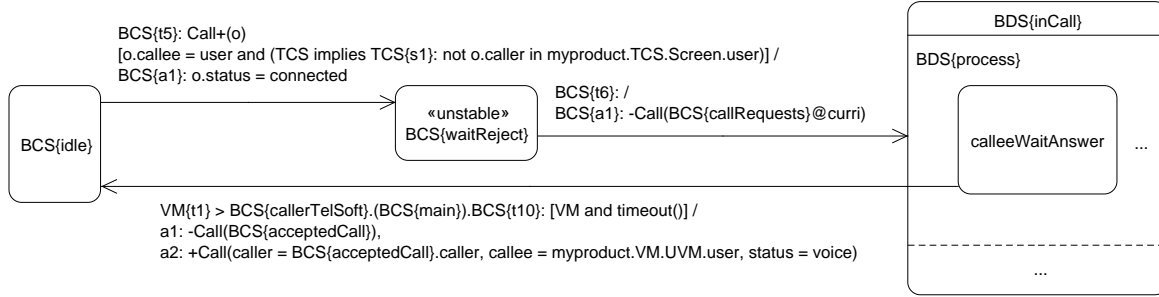 BCS{t5}: Call+(o)
[o.callee = user and (TCS implies TCS{s1}: not o.caller in myproduct.TCS.Screen.user)] /
BCS{a1}: o.status = connected
BDS{inCall}
BDS{process}
BCS{idle}
«unstable»
BCS{waitReject}
BCS{t6}: /
BCS{a1}: -Call(BCS{callRequests}@curri)
calleeWaitAnswer
...
VM{t1} > BCS{callerTelSoft}.(BCS{main}).BCS{t10}: [VM and timeout()] /
a1: -Call(BCS{acceptedCall}),
a2: +Call(caller = BCS{acceptedCall}.caller, callee = myproduct.VM.UVM.user, status = voice)
...